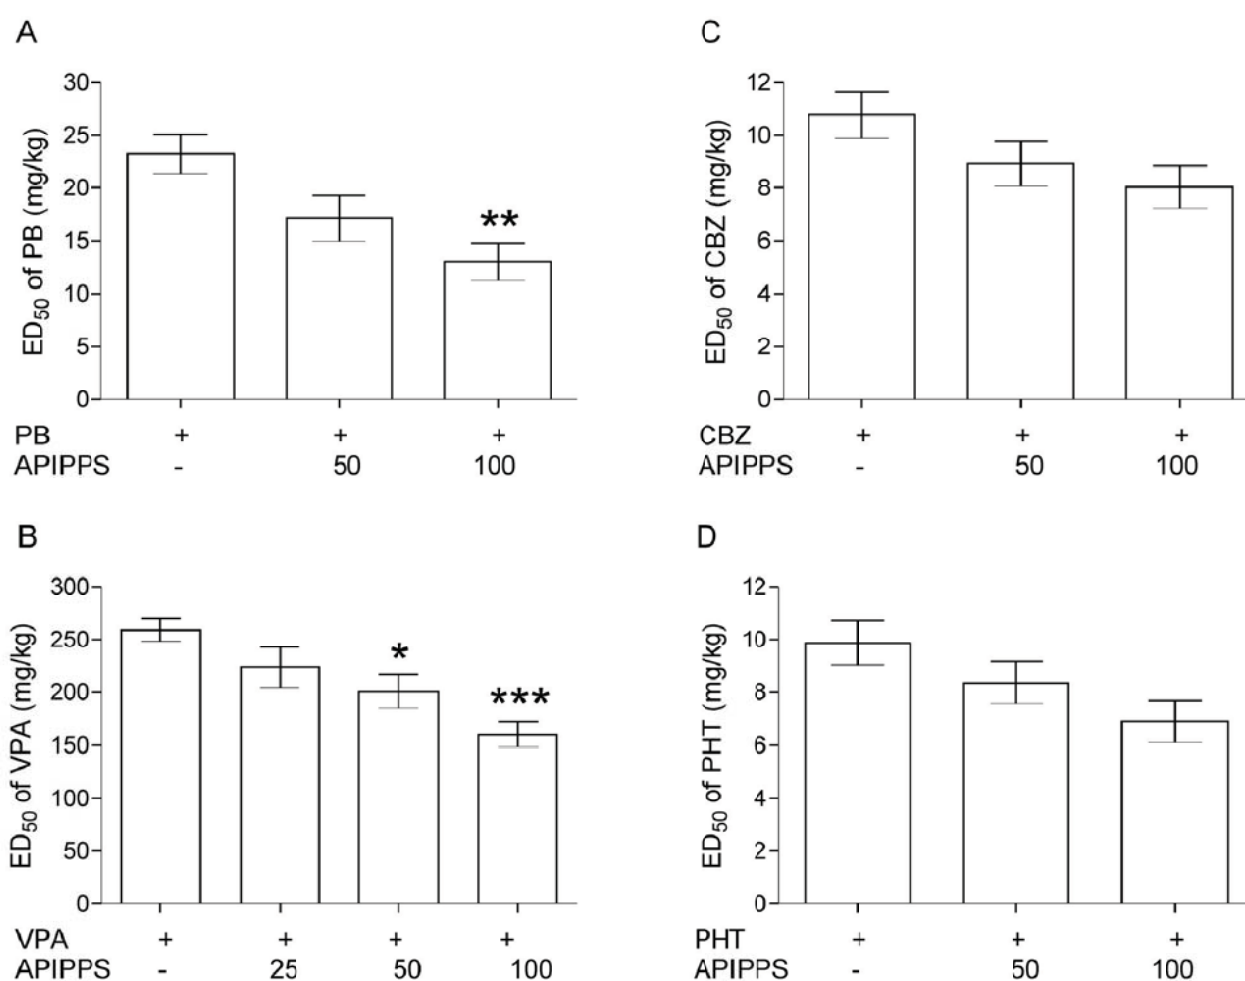 A
30
25
20
15
10
5
0
ED50 of PB (mg/kg)
**
PB + + +
APIPPS - 50 100
C
12
10
8
6
4
2
0
ED50 of CBZ (mg/kg)
CBZ + + +
APIPPS - 50 100
B
300
250
200
150
100
50
0
ED50 of VPA (mg/kg)
*
***
VPA + + + +
APIPPS - 25 50 100
D
12
10
8
6
4
2
0
ED50 of PHT (mg/kg)
PHT + + +
APIPPS - 50 100